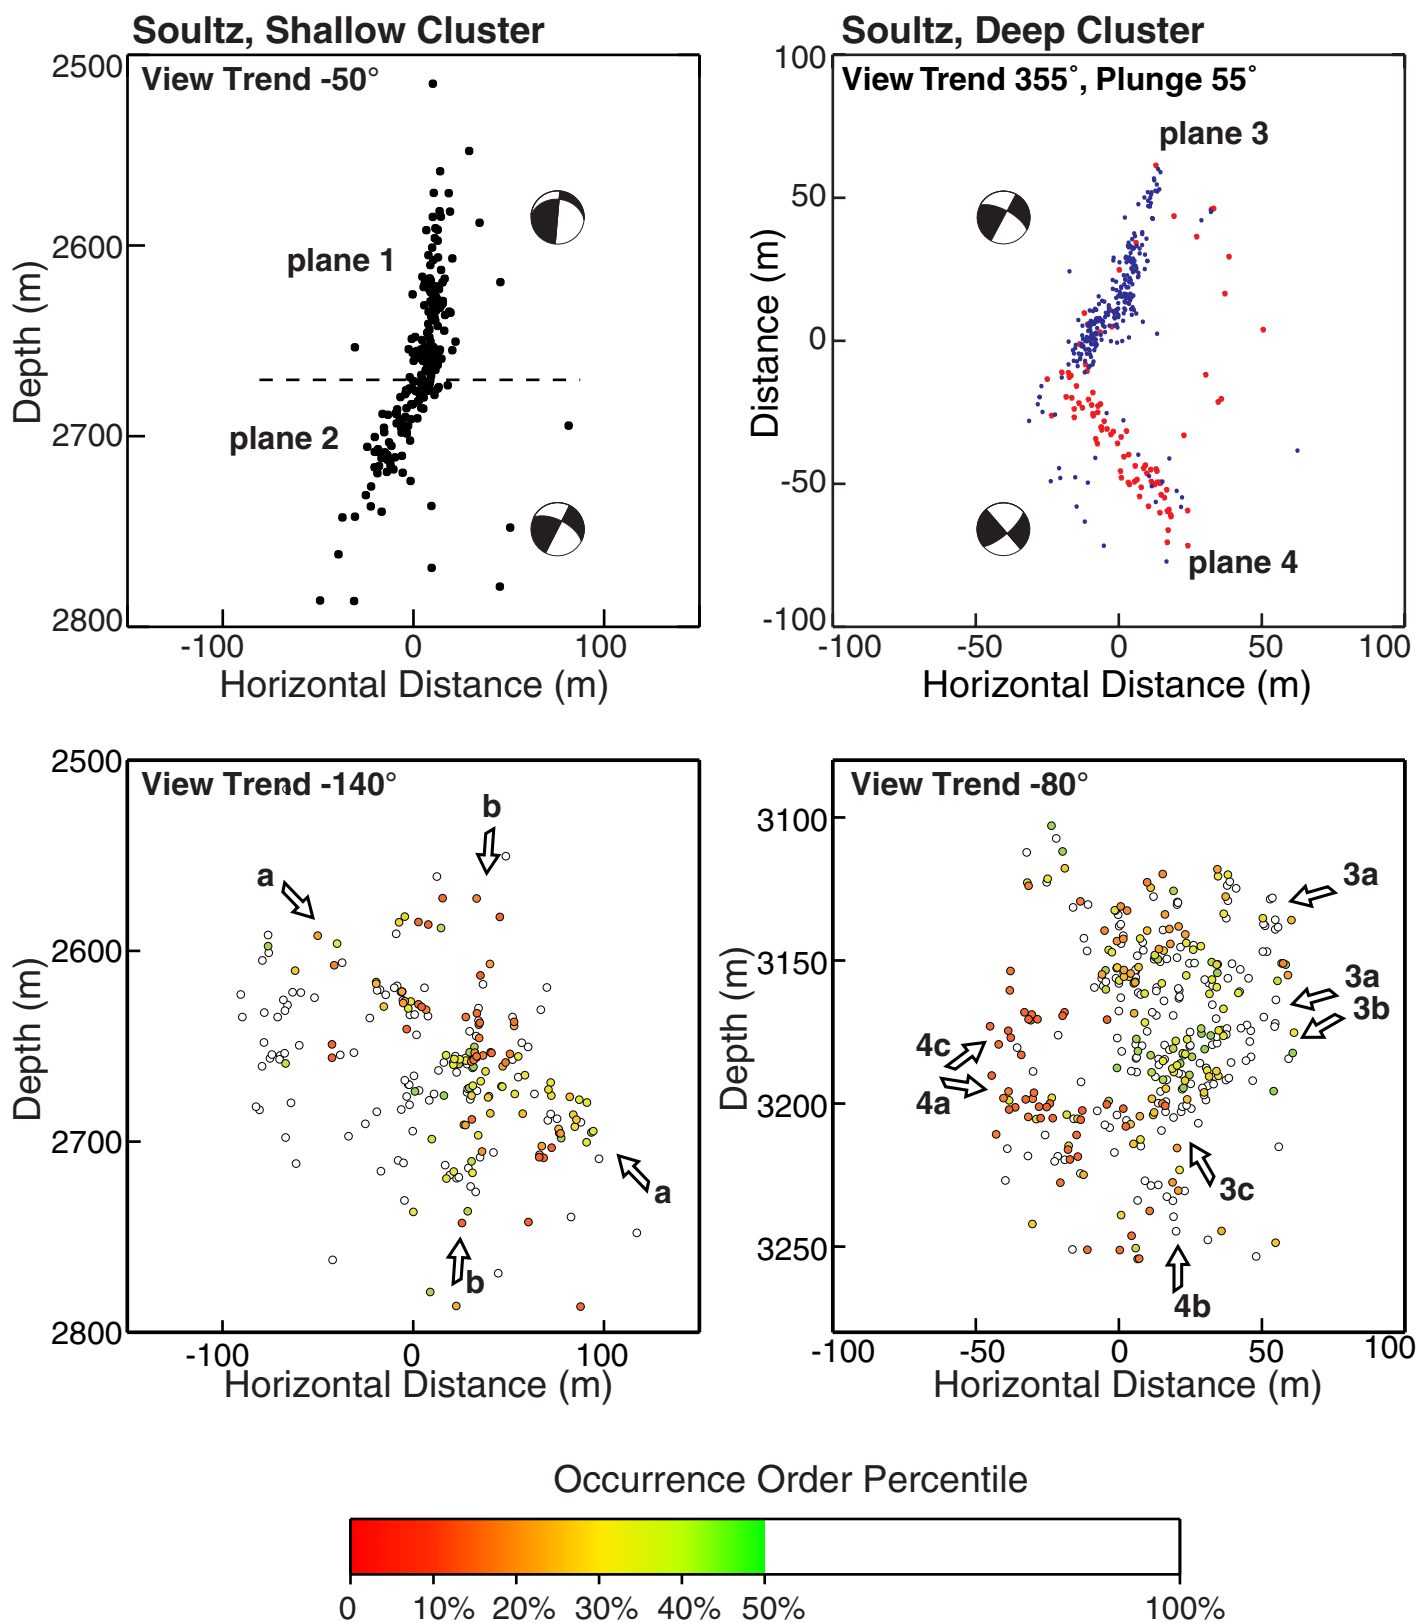 Soultz, Shallow Cluster
View Trend -50°
2500
2600
2700
2800
Depth (m)
plane 1
plane 2
-100 0 100
Horizontal Distance (m)
Soultz, Deep Cluster
View Trend 355°, Plunge 55°
100
50
0
-50
-100
Distance (m)
plane 3
plane 4
-100 -50 0 50 100
Horizontal Distance (m)
View Trend -140°
2500
2600
2700
2800
Depth (m)
a
b
a
b
-100 0 100
Horizontal Distance (m)
View Trend -80°
3100
3150
3200
3250
Depth (m)
3a
3a
3b
4c
4a
3c
4b
-100 -50 0 50 100
Horizontal Distance (m)
Occurrence Order Percentile
0 10% 20% 30% 40% 50% 100%